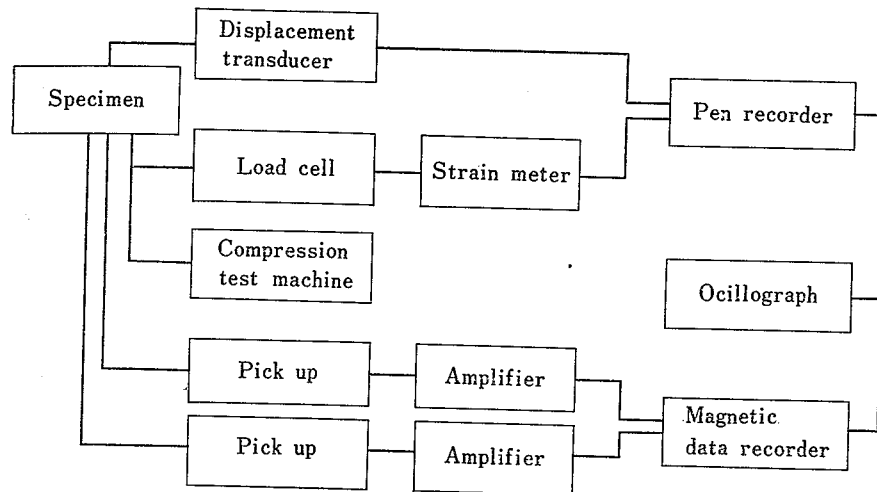 Displacement
transducer
Specimen
Pen recorder
Load cell
Strain meter
Compression
test machine
Ocillograph
Pick up
Amplifier
Magnetic
data recorder
Pick up
Amplifier